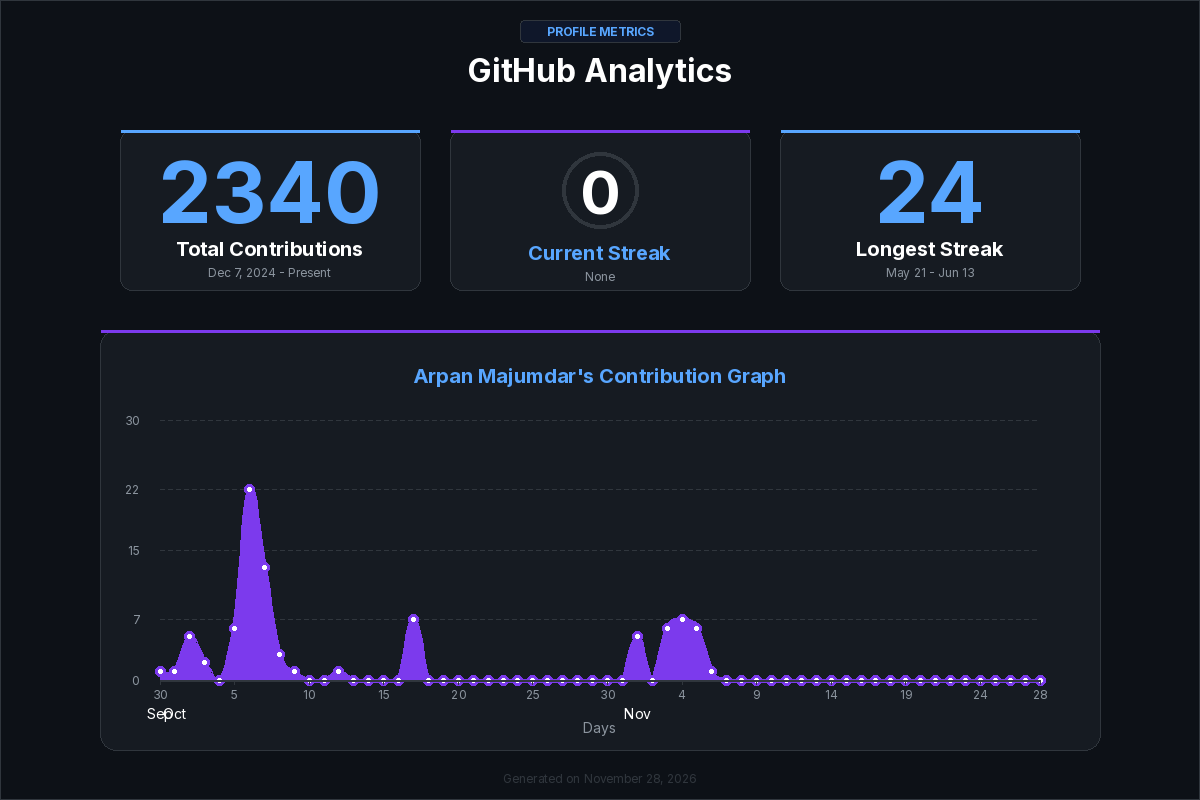 PROFILE METRICS
GitHub Analytics
2340
Total Contributions
Dec 7, 2024 - Present
0
Current Streak
None
24
Longest Streak
May 21 - Jun 13
Arpan Majumdar's Contribution Graph
30
22
15
7
0
30 5 10 15 20 25 30 4 9 14 19 24 28
Sep Oct Nov
Days
Generated on November 28, 2026